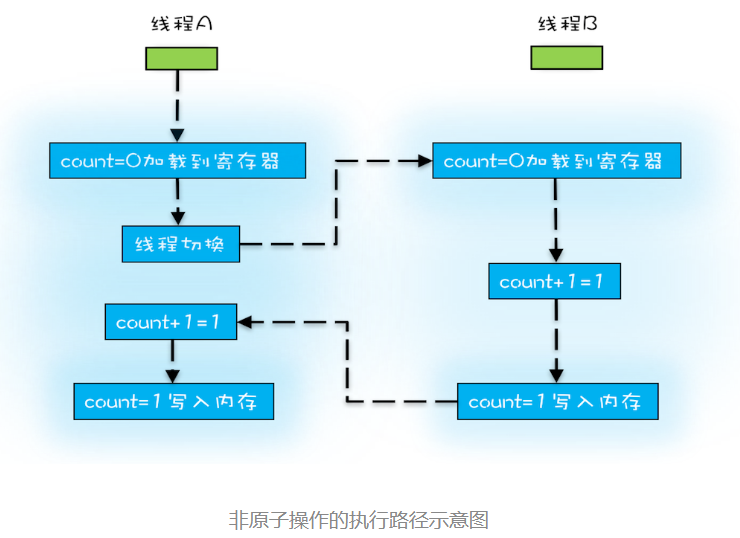 线程A
线程B
count=0加载到寄存器
count=0加载到寄存器
线程切换
count+1=1
count+1=1
count=1写入内存
count=1写入内存
非原子操作的执行路径示意图